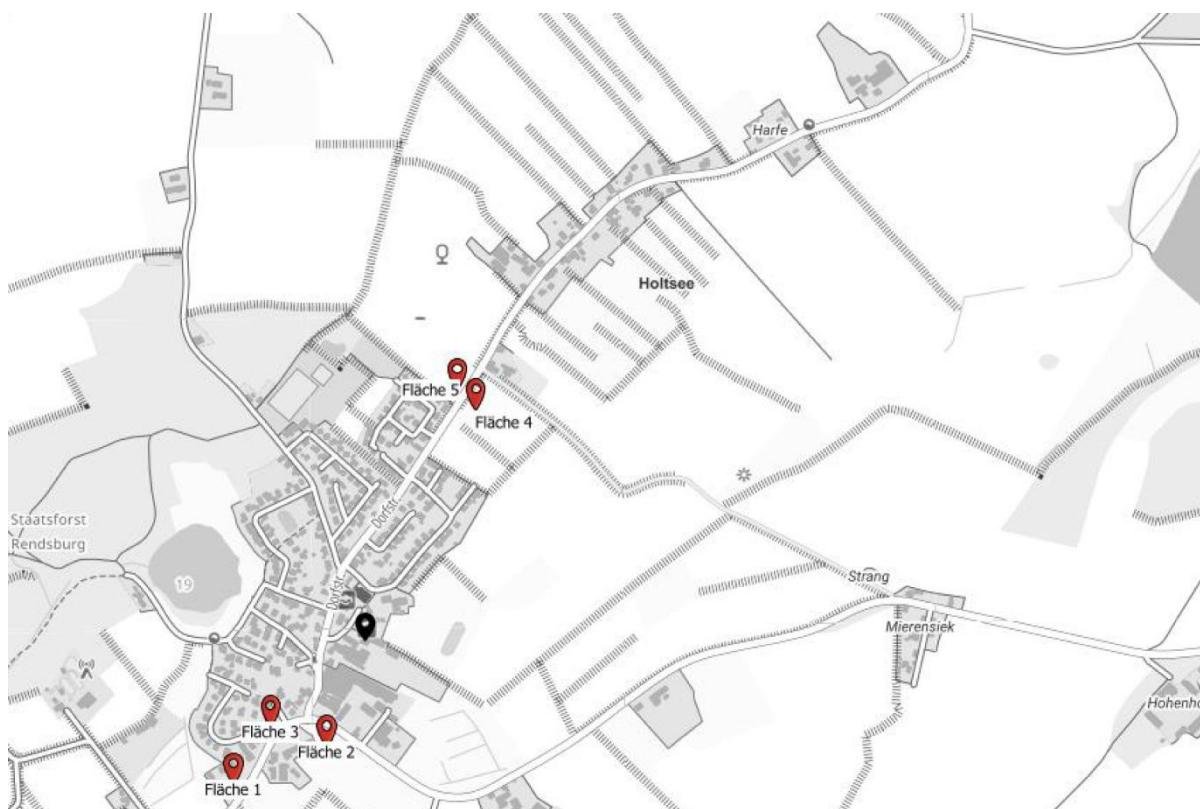 Harfe
Holtsee
Fläche 5
Fläche 4
Dorfstr.
Staatsforst
Rendsburg
19
Dorfstr.
Strang
Mierensiek
Hohenho
Fläche 3
Fläche 2
Fläche 1